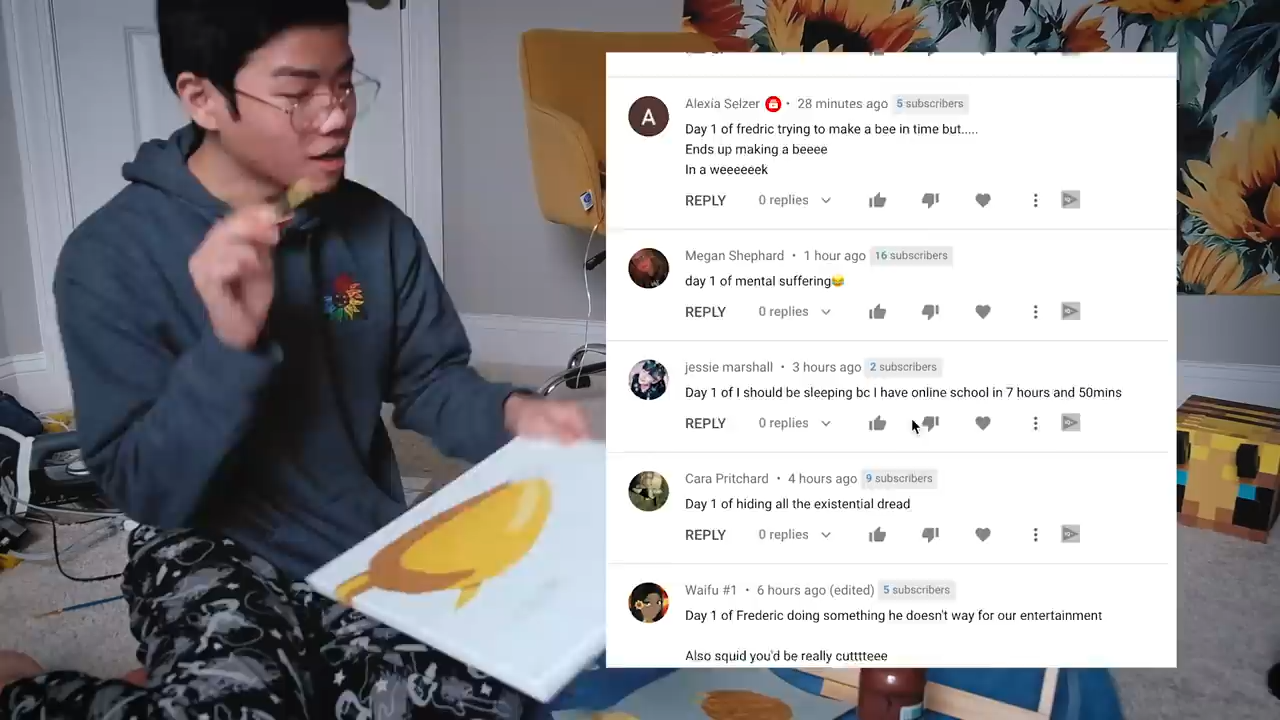 Alexia Selzer • 28 minutes ago 5 subscribers
Day 1 of fredric trying to make a bee in time but.....
Ends up making a beeee
In a weeeeeek
REPLY 0 replies
Megan Shephard • 1 hour ago 16 subscribers
day 1 of mental suffering😂
REPLY 0 replies
jessie marshall • 3 hours ago 2 subscribers
Day 1 of I should be sleeping bc I have online school in 7 hours and 50mins
REPLY 0 replies
Cara Pritchard • 4 hours ago 9 subscribers
Day 1 of hiding all the existential dread
REPLY 0 replies
Waifu #1 • 6 hours ago (edited) 5 subscribers
Day 1 of Frederic doing something he doesn't way for our entertainment
Also squid you'd be really cutttteee
A